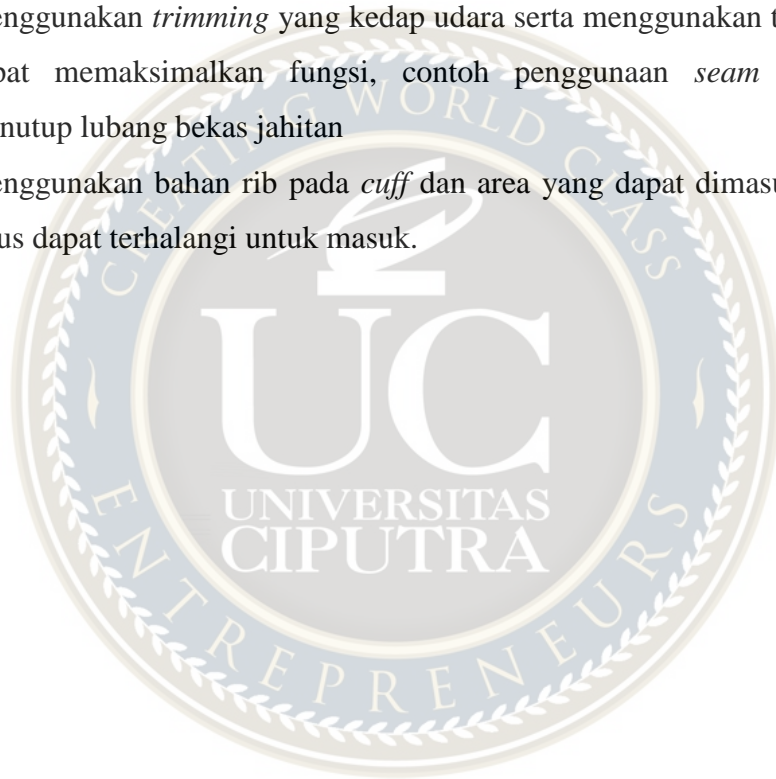 enggunakan trimming yang kedap udara serta menggunakan t
pat memaksimalkan fungsi, contoh penggunaan seam
nutup lubang bekas jahitan
enggunakan bahan rib pada cuff dan area yang dapat dimasu
us dapat terhalangi untuk masuk.
CREATING WORLD CLASS
UC
UNIVERSITAS
CIPUTRA
ENTREPRENEURS